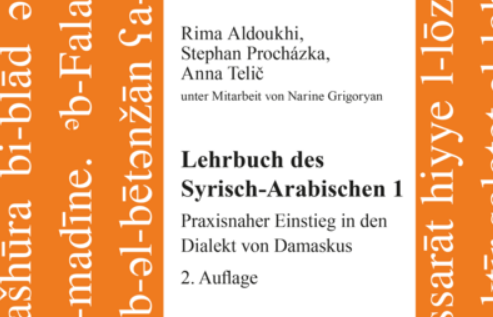 ašhūra bi-blād ə
-madīne. ᵊb-Fala
b-əl-bētənžān ʕa-
Rima Aldoukhi,
Stephan Procházka,
Anna Telič
unter Mitarbeit von Narine Grigoryan
Lehrbuch des
Syrisch-Arabischen 1
Praxisnaher Einstieg in den
Dialekt von Damaskus
2. Auflage
ssarāt hiyye l-lōz